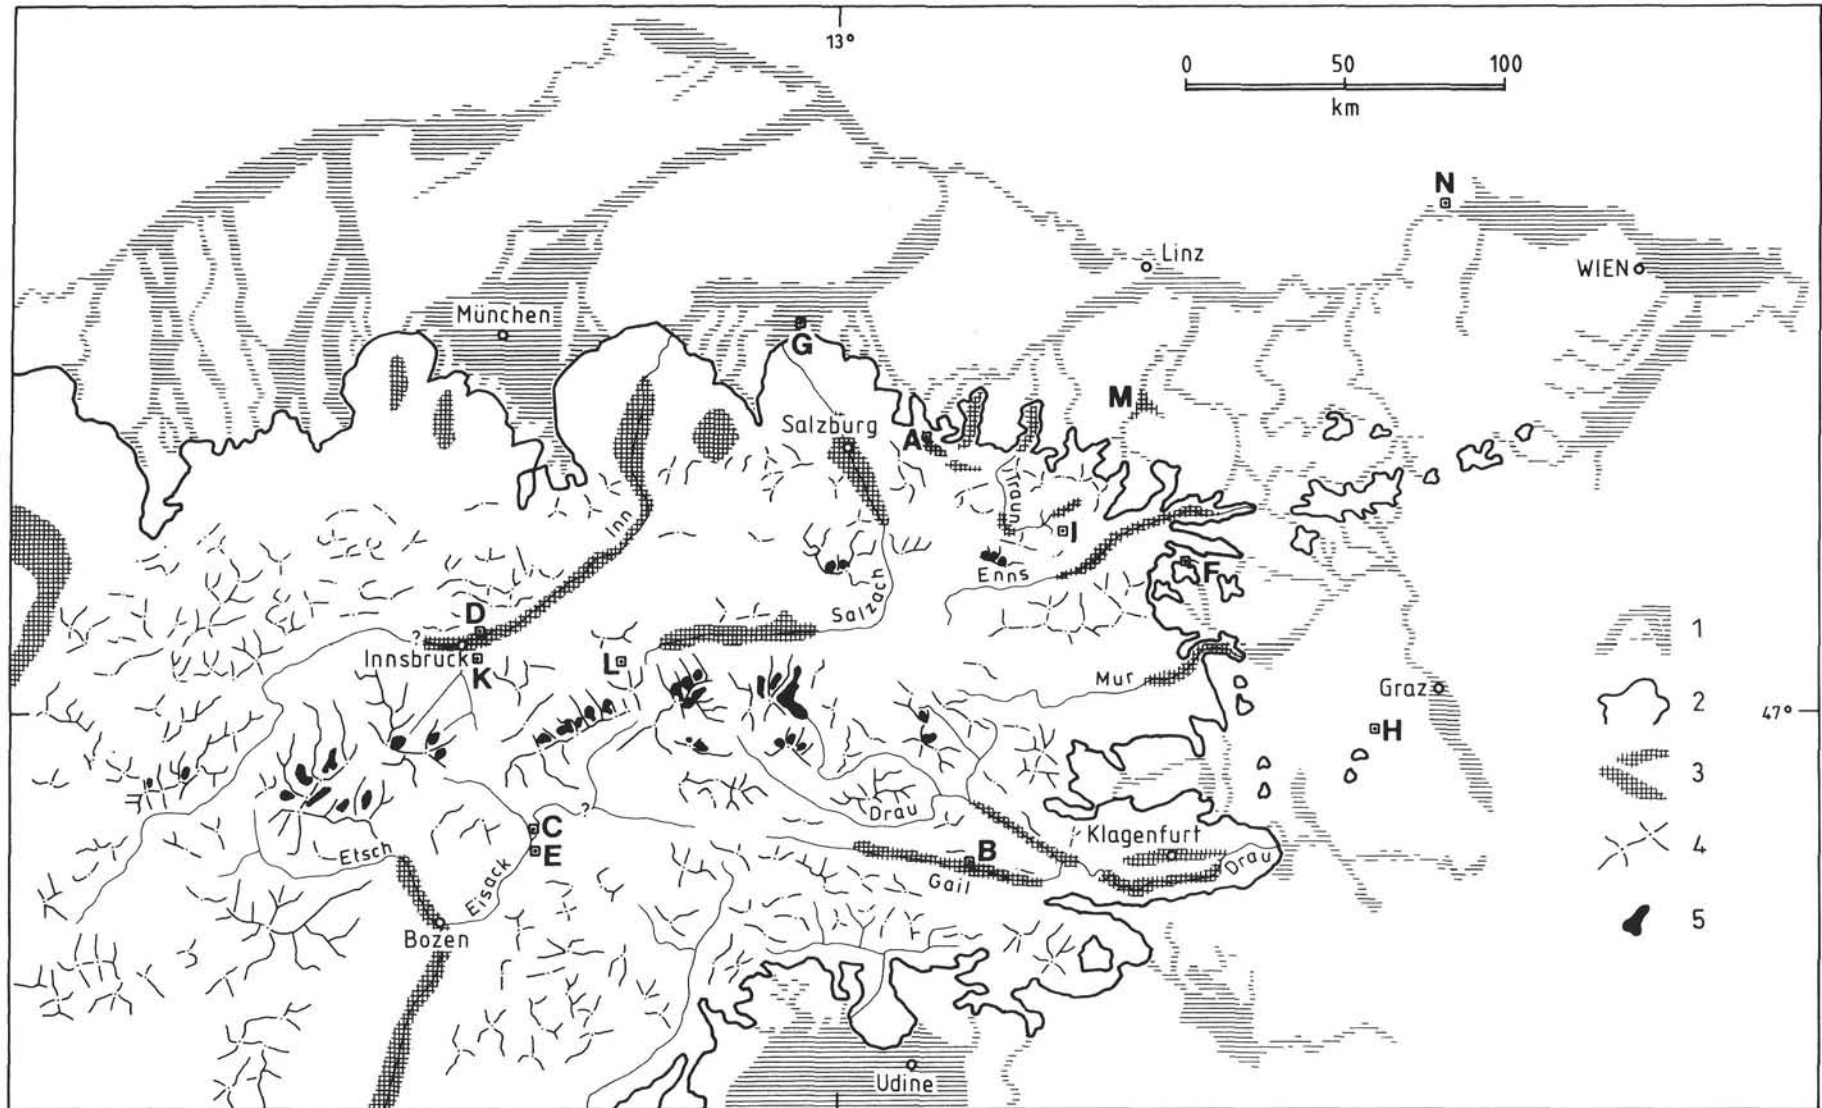 13°
0 50 100
km
N
Linz
WIEN
München
G
M
Salzburg
A
Traun
Inn
I
Enns
F
Salzach
D
?
Innsbruck
K
L
1
Mur
Graz
2
47°
H
3
?
Drau
C
Klagenfurt
4
Etsch
E
B
Drau
Eisack
Gail
5
Bozen
Udine